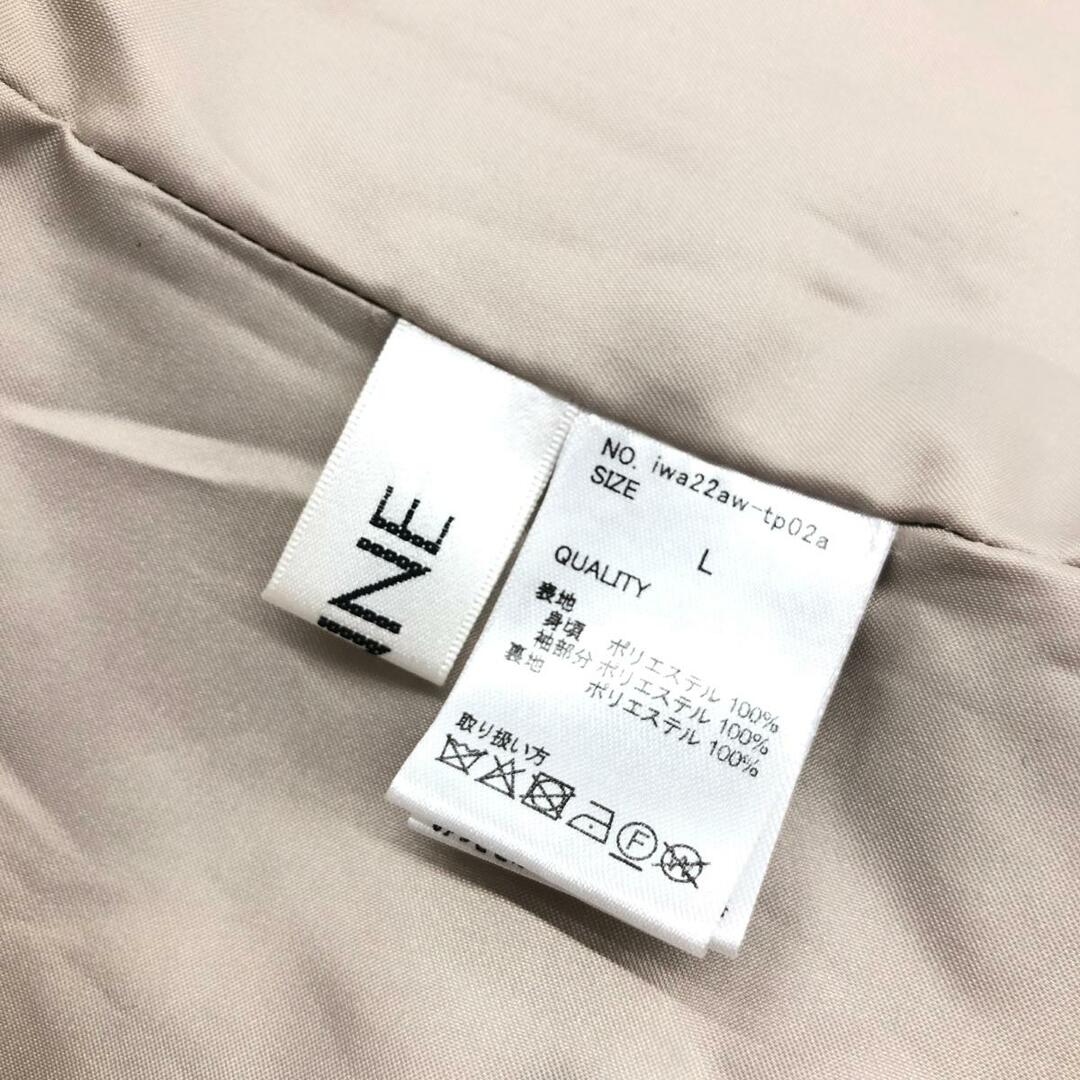 NO. iwa22aw-tp02a
SIZE
L
QUALITY
表地
身頃 ポリエステル 100%
袖部分 ポリエステル 100%
裏地 ポリエステル 100%
取り扱い方
F
W
INE